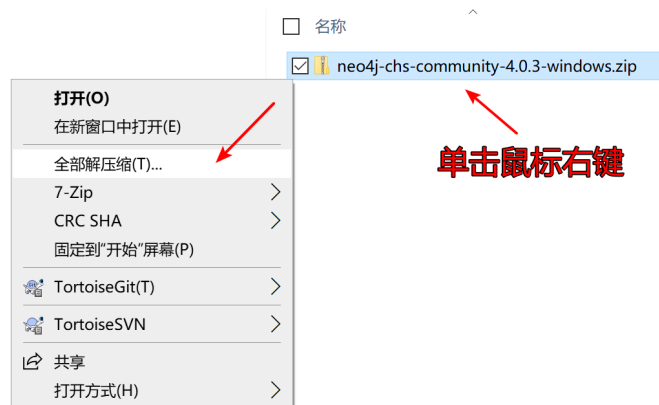 名称
neo4j-chs-community-4.0.3-windows.zip
单击鼠标右键
打开(O)
在新窗口中打开(E)
全部解压缩(T)...
7-Zip
CRC SHA
固定到“开始”屏幕(P)
TortoiseGit(T)
TortoiseSVN
共享
打开方式(H)